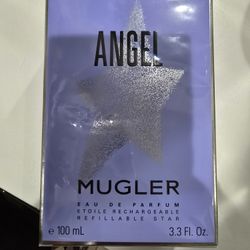 ANGEL
MUGLER
EAU DE PARFUM
ETOILE RECHARGEABLE
REFILLABLE STAR
℮ 100 mL 3.3 Fl. Oz.